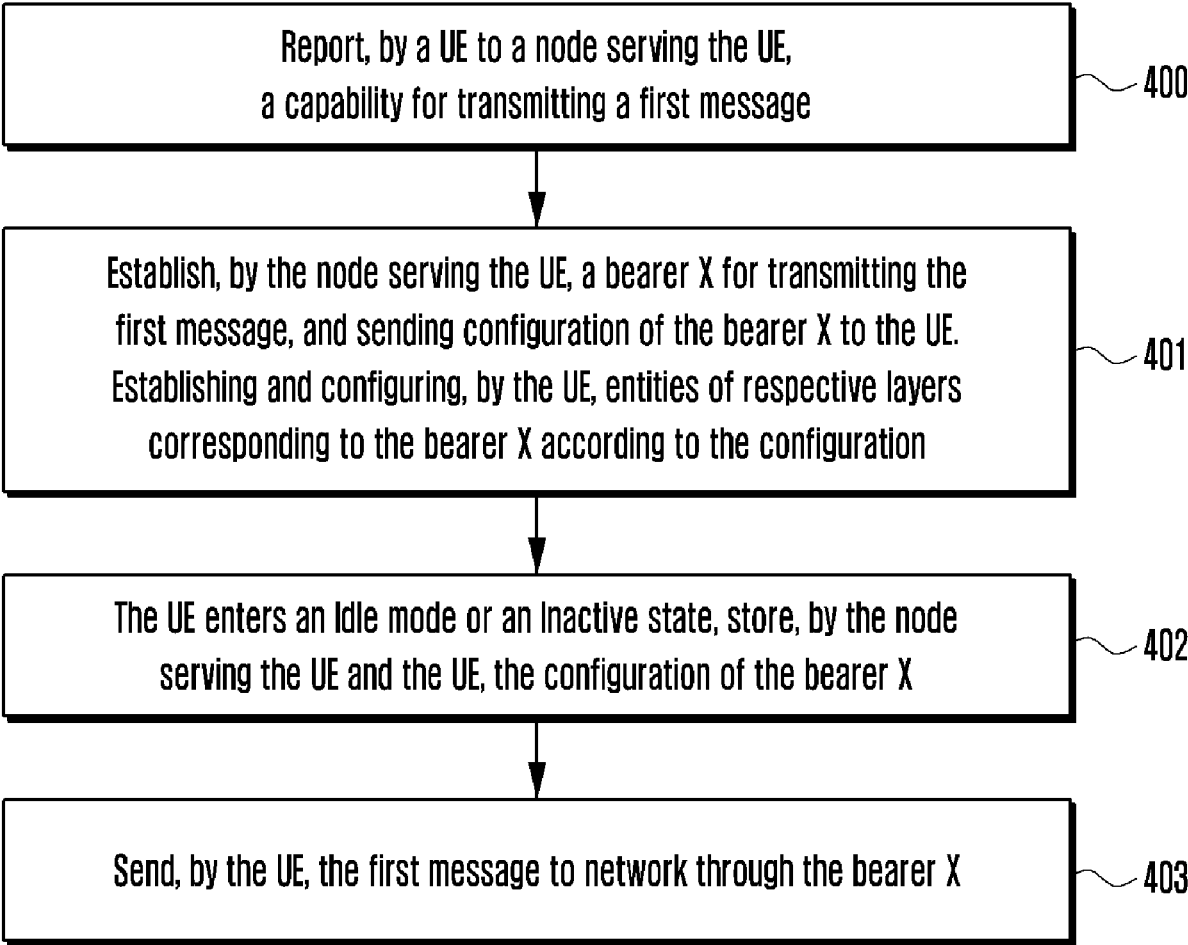 Report, by a UE to a node serving the UE,
a capability for transmitting a first message
400
Establish, by the node serving the UE, a bearer X for transmitting the
first message, and sending configuration of the bearer X to the UE.
Establishing and configuring, by the UE, entities of respective layers
corresponding to the bearer X according to the configuration
401
The UE enters an Idle mode or an Inactive state, store, by the node
serving the UE and the UE, the configuration of the bearer X
402
Send, by the UE, the first message to network through the bearer X
403